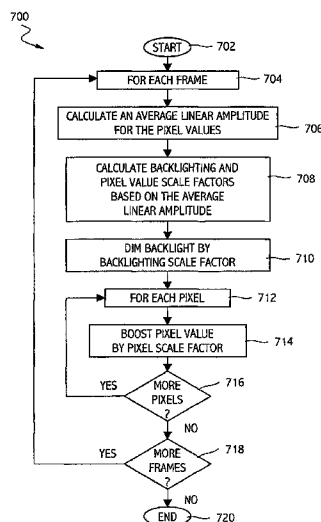 700
START
702
FOR EACH FRAME
704
CALCULATE AN AVERAGE LINEAR AMPLITUDE
FOR THE PIXEL VALUES
706
CALCULATE BACKLIGHTING AND
PIXEL VALUE SCALE FACTORS
BASED ON THE AVERAGE
LINEAR AMPLITUDE
708
DIM BACKLIGHT BY
BACKLIGHTING SCALE FACTOR
710
FOR EACH PIXEL
712
BOOST PIXEL VALUE
BY PIXEL SCALE FACTOR
714
YES
MORE
PIXELS
?
716
NO
YES
MORE
FRAMES
?
718
NO
END
720